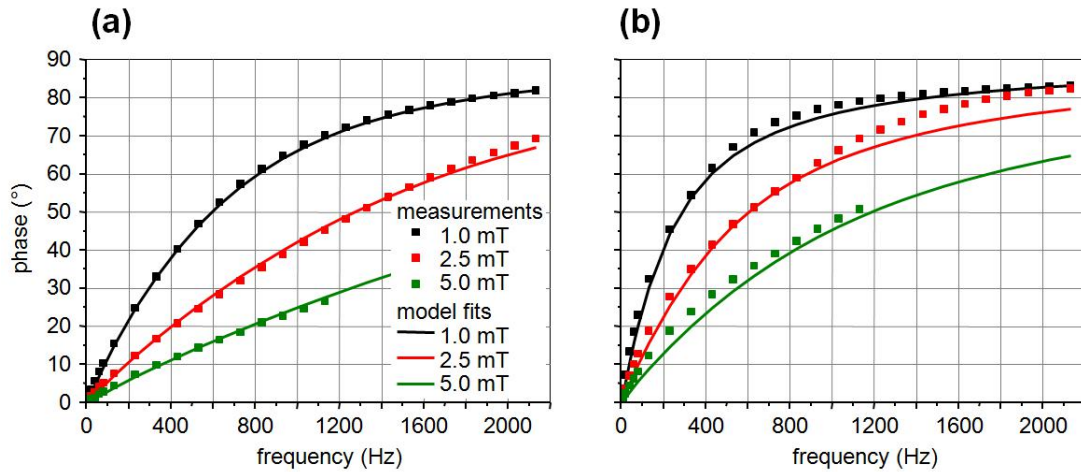 (a)
(b)
phase (°)
90
80
70
60
50
40
30
20
10
0
measurements
1.0 mT
2.5 mT
5.0 mT
model fits
1.0 mT
2.5 mT
5.0 mT
0 400 800 1200 1600 2000
frequency (Hz)
0 400 800 1200 1600 2000
frequency (Hz)